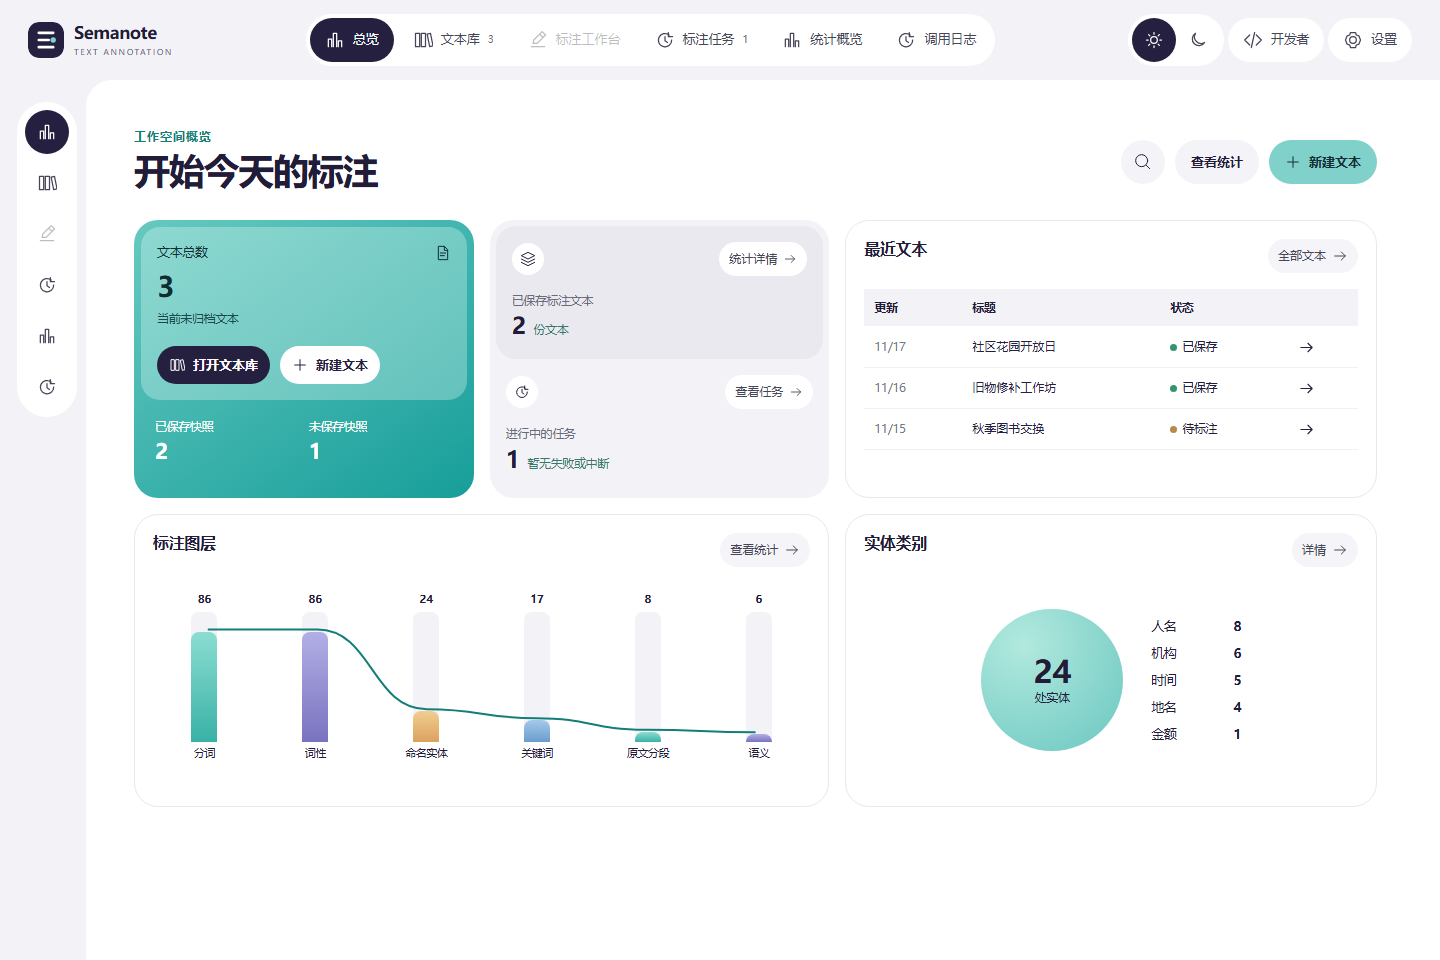 Semanote
TEXT ANNOTATION
总览
文本库 3
标注工作台
标注任务 1
统计概览
调用日志
开发者
设置
工作空间概览
开始今天的标注
查看统计
新建文本
文本总数
3
当前未归档文本
打开文本库
新建文本
已保存快照
2
未保存快照
1
统计详情
已保存标注文本
2 份文本
查看任务
进行中的任务
1 暂无失败或中断
最近文本
全部文本
更新 标题 状态
11/17 社区花园开放日 已保存
11/16 旧物修补工作坊 已保存
11/15 秋季图书交换 待标注
标注图层
查看统计
86 86 24 17 8 6
分词 词性 命名实体 关键词 原文分段 语义
实体类别
详情
24
处实体
人名 8
机构 6
时间 5
地名 4
金额 1